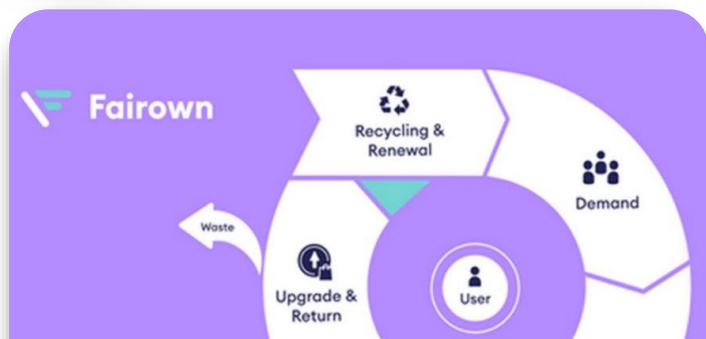 Fairown
Recycling &
Renewal
Demand
Waste
Upgrade &
Return
User